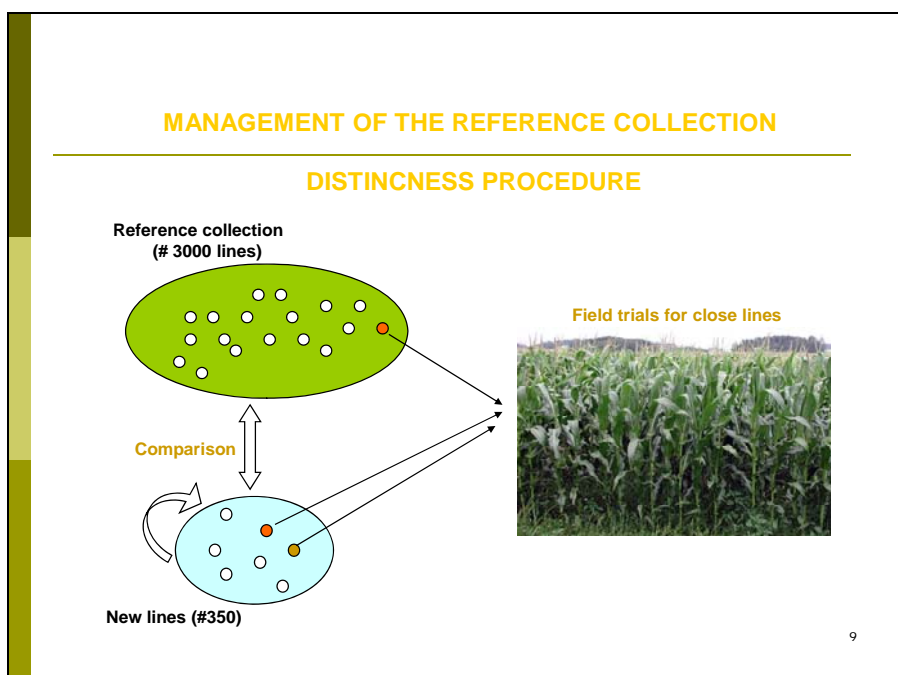 MANAGEMENT OF THE REFERENCE COLLECTION
DISTINCNESS PROCEDURE
Reference collection
(# 3000 lines)
Field trials for close lines
Comparison
New lines (#350)
9